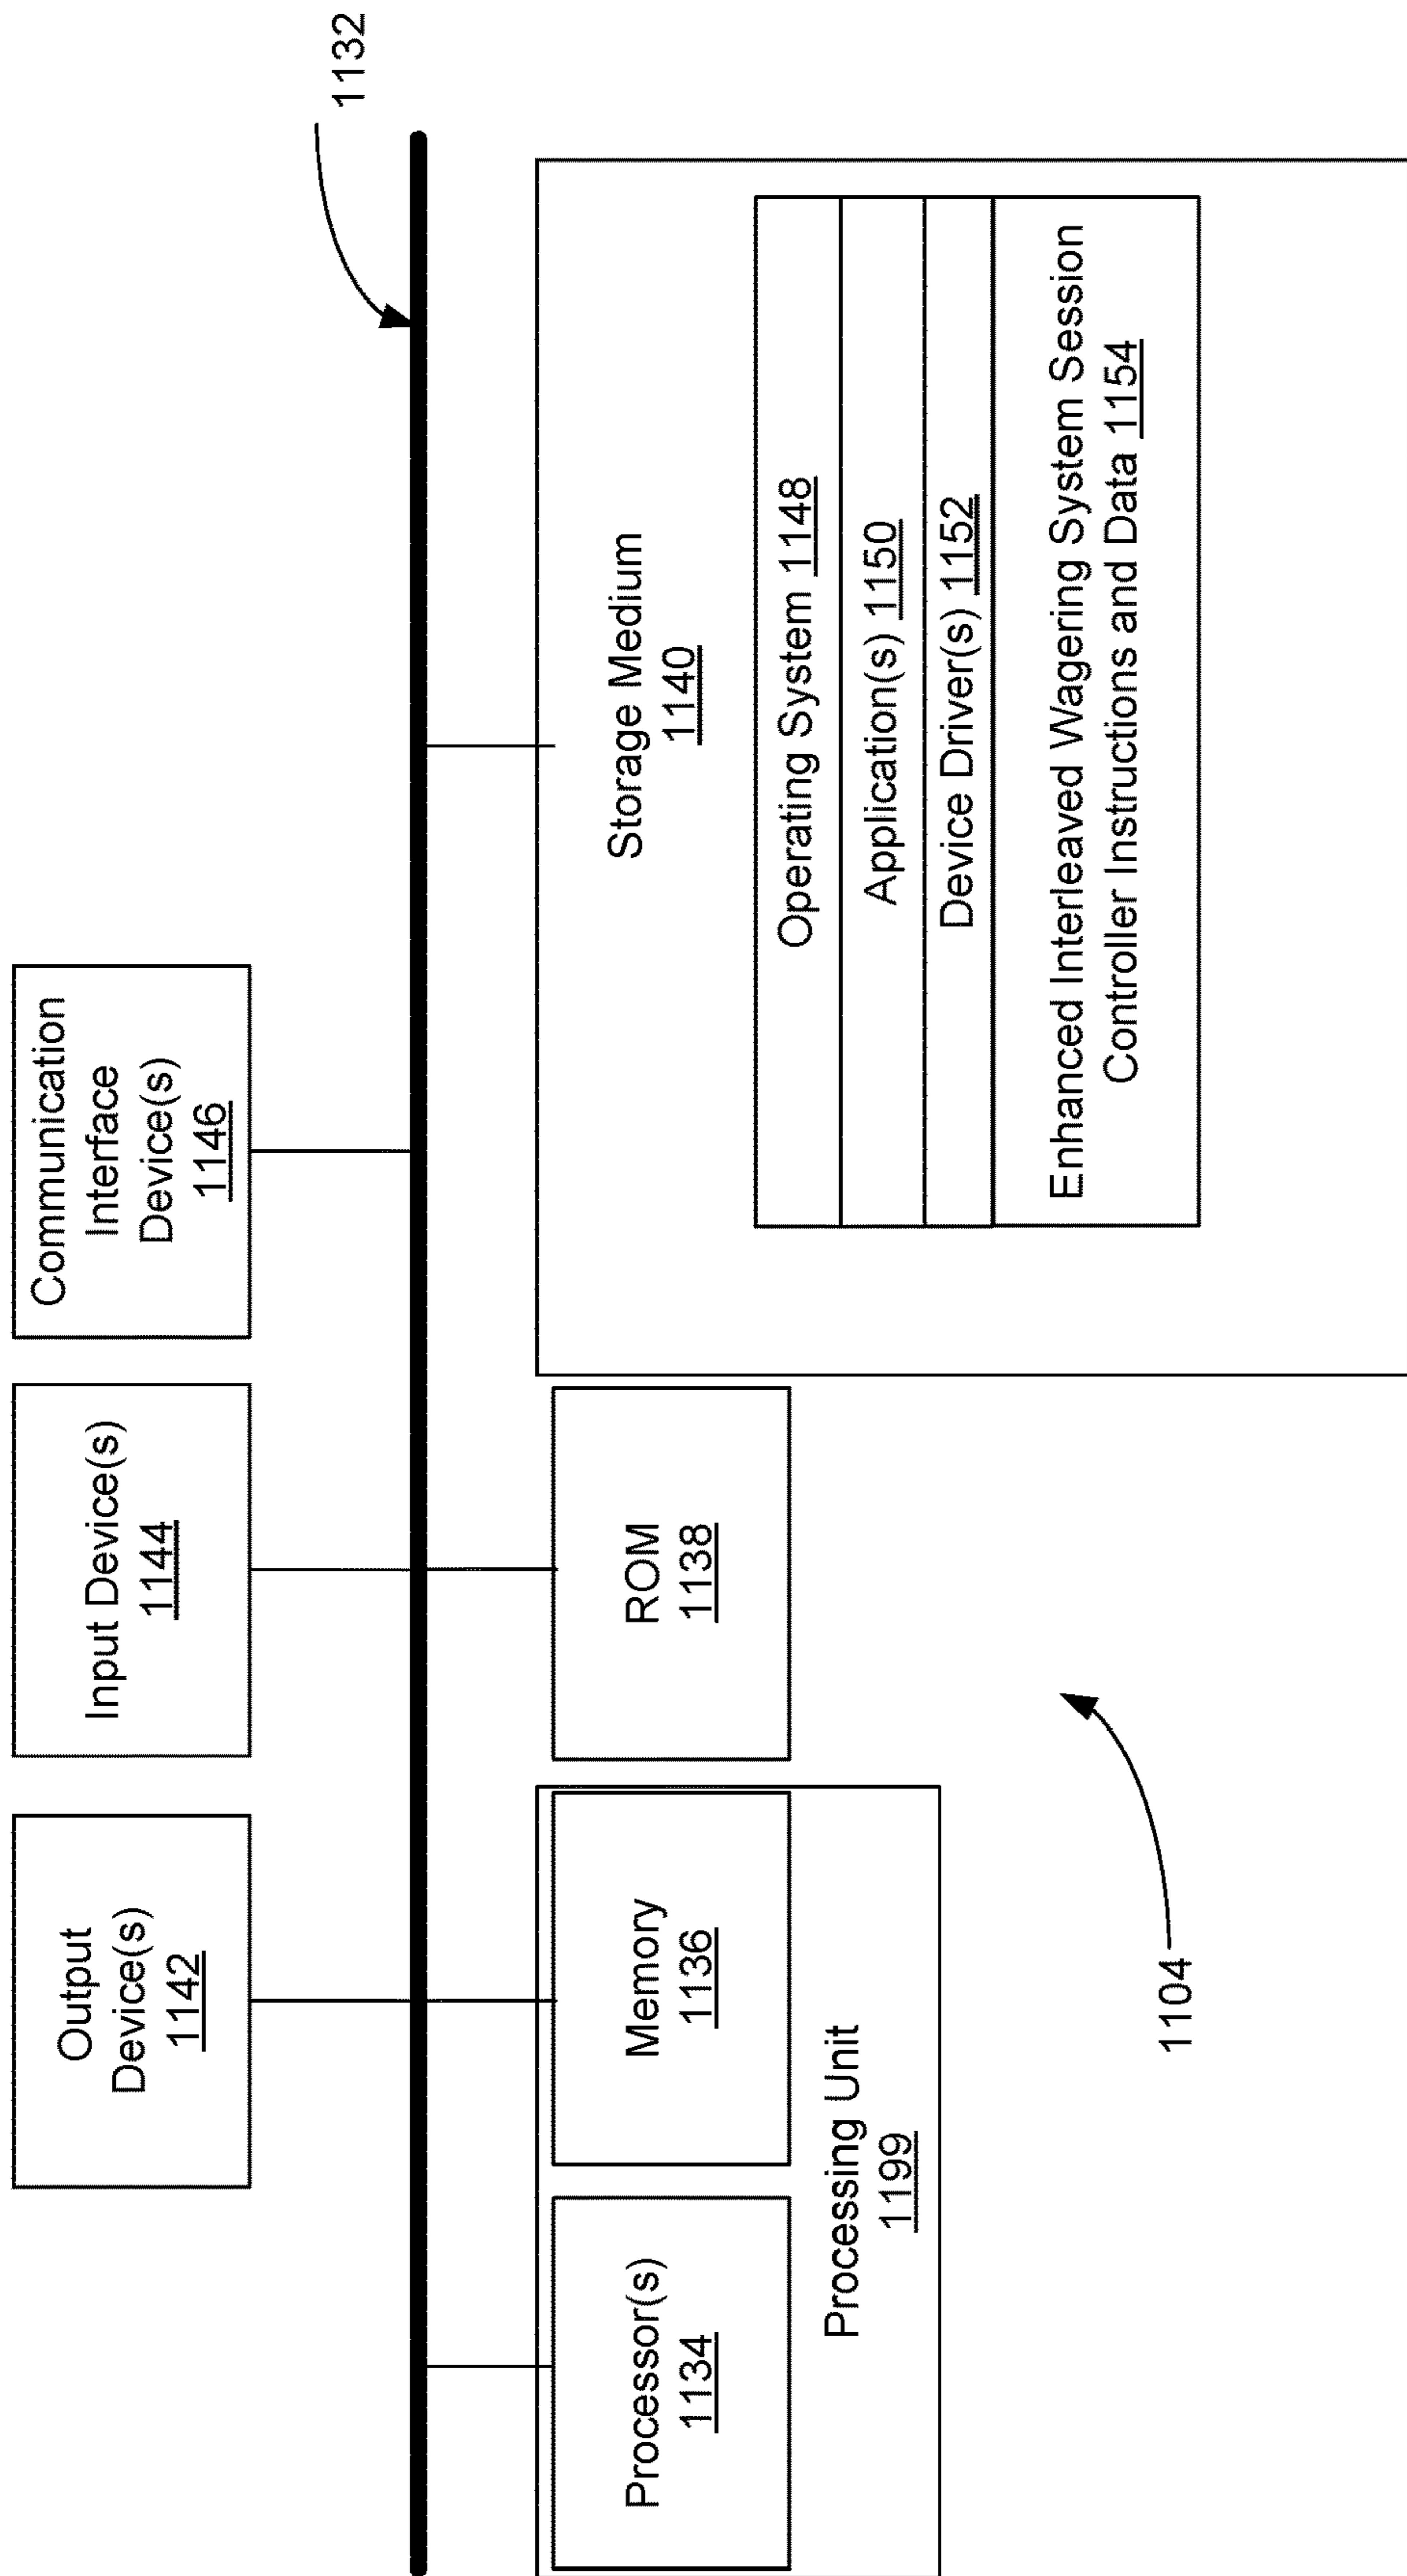 1132
Output
Device(s)
1142
Input Device(s)
1144
Communication
Interface
Device(s)
1146
Processor(s)
1134
Memory
1136
Processing Unit
1199
ROM
1138
Storage Medium
1140
Operating System 1148
Application(s) 1150
Device Driver(s) 1152
Enhanced Interleaved Wagering System Session
Controller Instructions and Data 1154
1104